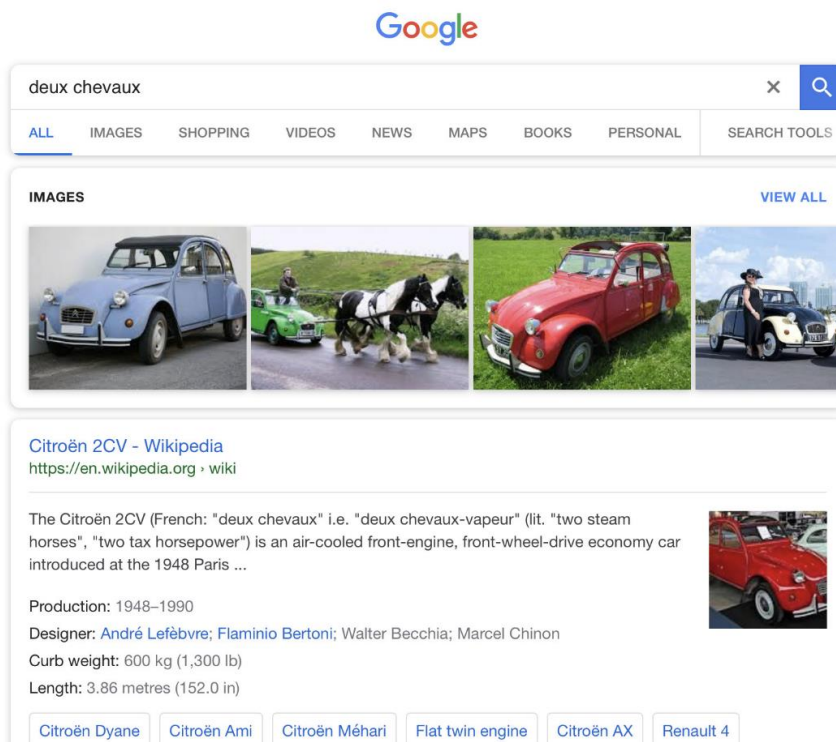 Google
deux chevaux
ALL IMAGES SHOPPING VIDEOS NEWS MAPS BOOKS PERSONAL SEARCH TOOLS
IMAGES VIEW ALL
Citroën 2CV - Wikipedia
https://en.wikipedia.org › wiki
The Citroën 2CV (French: "deux chevaux" i.e. "deux chevaux-vapeur" (lit. "two steam
horses", "two tax horsepower") is an air-cooled front-engine, front-wheel-drive economy car
introduced at the 1948 Paris ...
Production: 1948–1990
Designer: André Lefèbvre; Flaminio Bertoni; Walter Becchia; Marcel Chinon
Curb weight: 600 kg (1,300 lb)
Length: 3.86 metres (152.0 in)
Citroën Dyane Citroën Ami Citroën Méhari Flat twin engine Citroën AX Renault 4